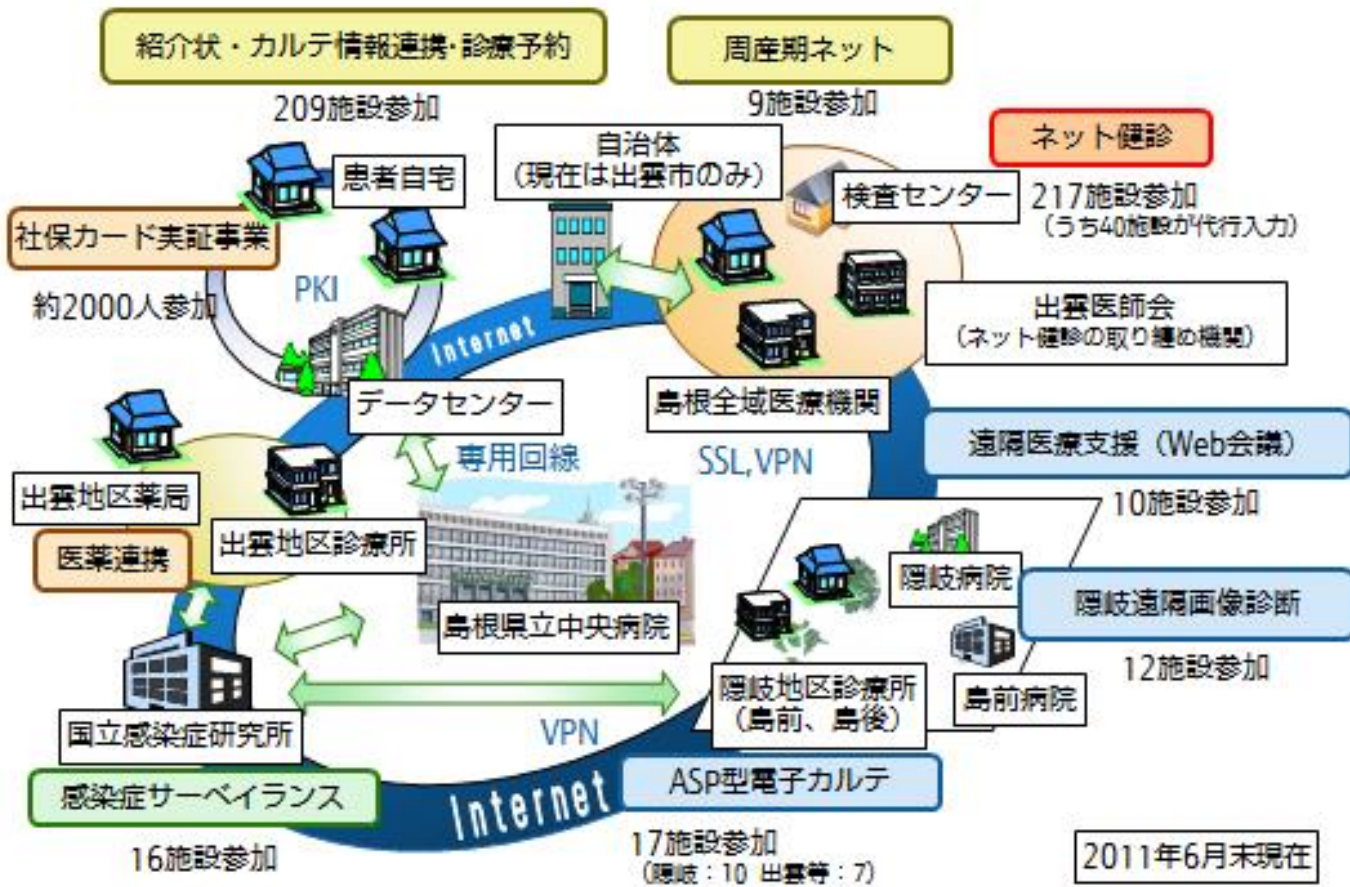 紹介状・カルテ情報連携・診療予約
209施設参加
周産期ネット
9施設参加
ネット健診
217施設参加
（うち40施設が代行入力）
自治体
（現在は出雲市のみ）
検査センター
患者自宅
社保カード実証事業
約2000人参加
PKI
Internet
出雲医師会
（ネット健診の取り纏め機関）
島根全域医療機関
データセンター
専用回線
SSL,VPN
遠隔医療支援（Web会議）
10施設参加
出雲地区薬局
医薬連携
出雲地区診療所
島根県立中央病院
隠岐病院
隠岐遠隔画像診断
12施設参加
島前病院
隠岐地区診療所
（島前、島後）
国立感染症研究所
VPN
感染症サーベイランス
16施設参加
Internet
ASP型電子カルテ
17施設参加
（隠岐：10 出雲等：7）
2011年6月末現在